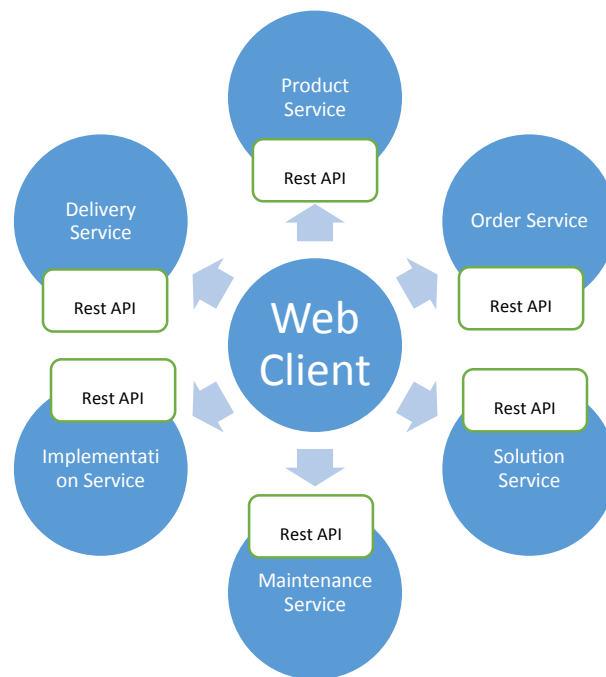 Product
Service
Rest API
Delivery
Service
Rest API
Order Service
Rest API
Web
Client
Rest API
Implementati
on Service
Rest API
Solution
Service
Rest API
Maintenance
Service